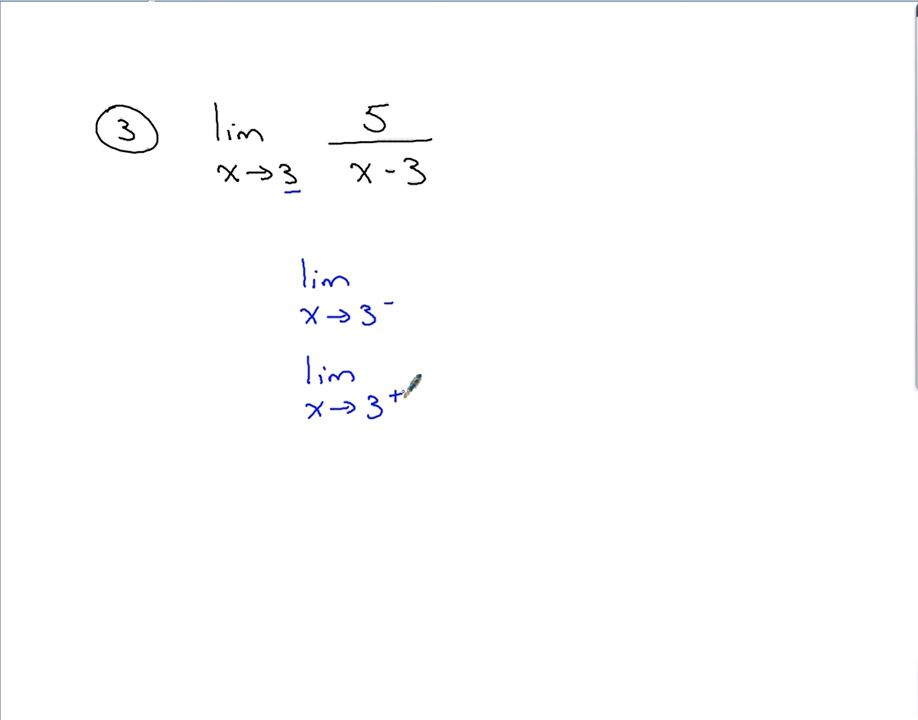 ③ lim 5
x→3 x-3
lim
x→3⁻
lim
x→3⁺